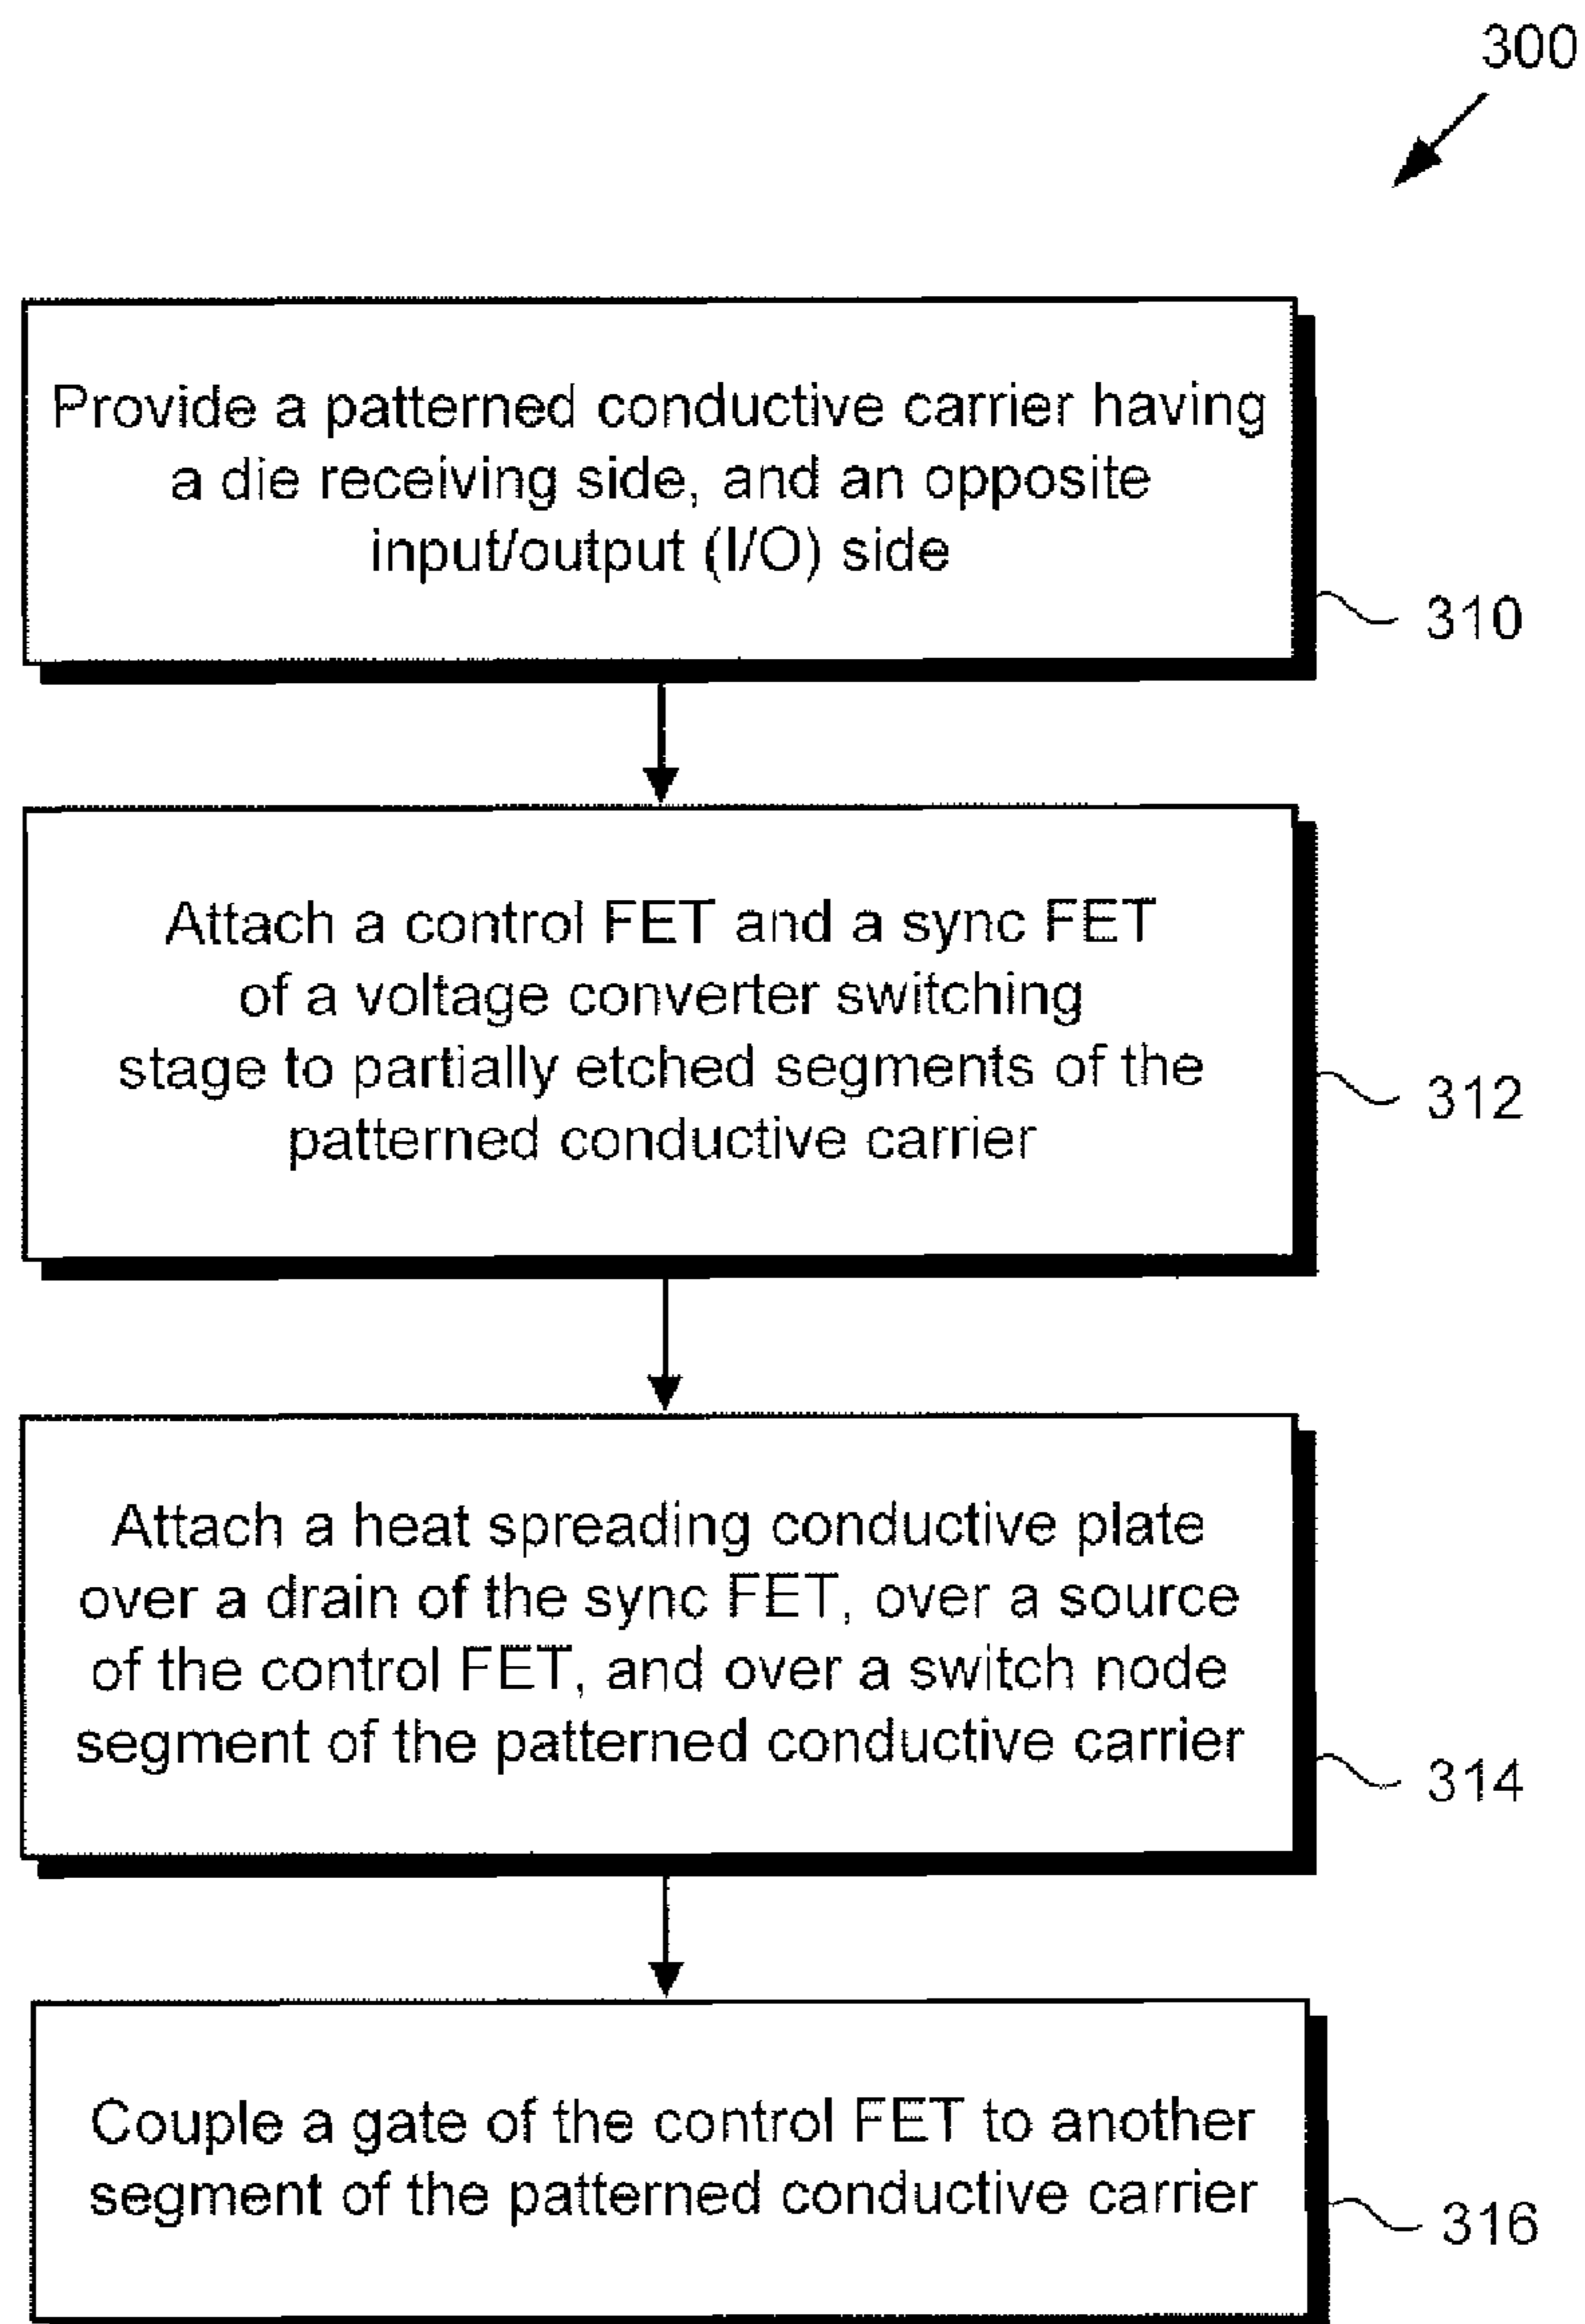 300
Provide a patterned conductive carrier having
a die receiving side, and an opposite
input/output (I/O) side
310
Attach a control FET and a sync FET
of a voltage converter switching
stage to partially etched segments of the
patterned conductive carrier
312
Attach a heat spreading conductive plate
over a drain of the sync FET, over a source
of the control FET, and over a switch node
segment of the patterned conductive carrier
314
Couple a gate of the control FET to another
segment of the patterned conductive carrier
316